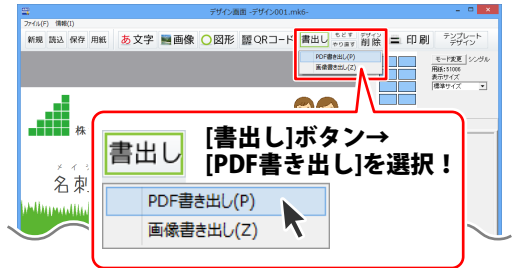 デザイン画面 -デザイン001.mk6-
ファイル(F) 情報(I)
新規 読込 保存 用紙 あ文字 画像 図形 QRコード 書出し もどす やり直す デザイン削除 印刷 テンプレートデザイン
PDF書き出し(P)
画像書き出し(Z)
モード変更 シンプル
用紙:51006
表示サイズ
標準サイズ
株
メイ
名刺
書出し
[書出し]ボタン→
[PDF書き出し]を選択！
PDF書き出し(P)
画像書き出し(Z)